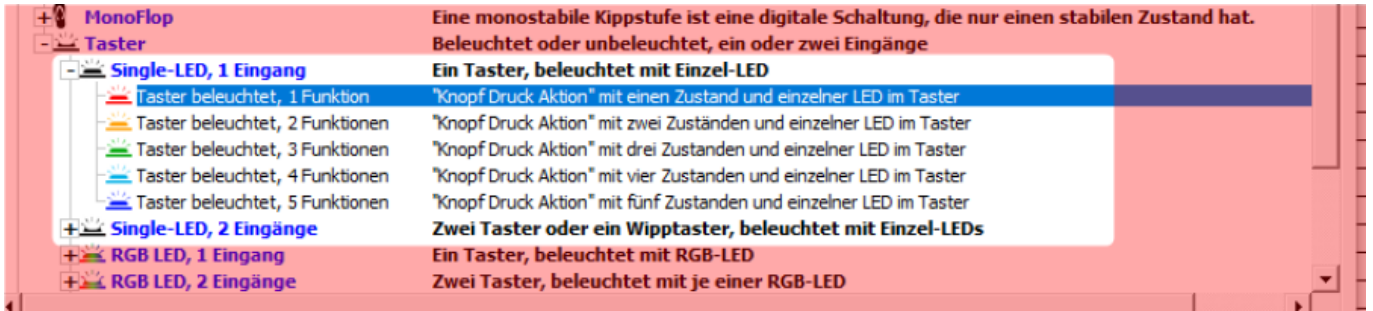 MonoFlop Eine monostabile Kippstufe ist eine digitale Schaltung, die nur einen stabilen Zustand hat.
Taster Beleuchtet oder unbeleuchtet, ein oder zwei Eingänge
Single-LED, 1 Eingang Ein Taster, beleuchtet mit Einzel-LED
Taster beleuchtet, 1 Funktion "Knopf Druck Aktion" mit einen Zustand und einzelner LED im Taster
Taster beleuchtet, 2 Funktionen "Knopf Druck Aktion" mit zwei Zuständen und einzelner LED im Taster
Taster beleuchtet, 3 Funktionen "Knopf Druck Aktion" mit drei Zustanden und einzelner LED im Taster
Taster beleuchtet, 4 Funktionen "Knopf Druck Aktion" mit vier Zustanden und einzelner LED im Taster
Taster beleuchtet, 5 Funktionen "Knopf Druck Aktion" mit fünf Zustanden und einzelner LED im Taster
Single-LED, 2 Eingänge Zwei Taster oder ein Wipptaster, beleuchtet mit Einzel-LEDs
RGB LED, 1 Eingang Ein Taster, beleuchtet mit RGB-LED
RGB LED, 2 Eingänge Zwei Taster, beleuchtet mit je einer RGB-LED